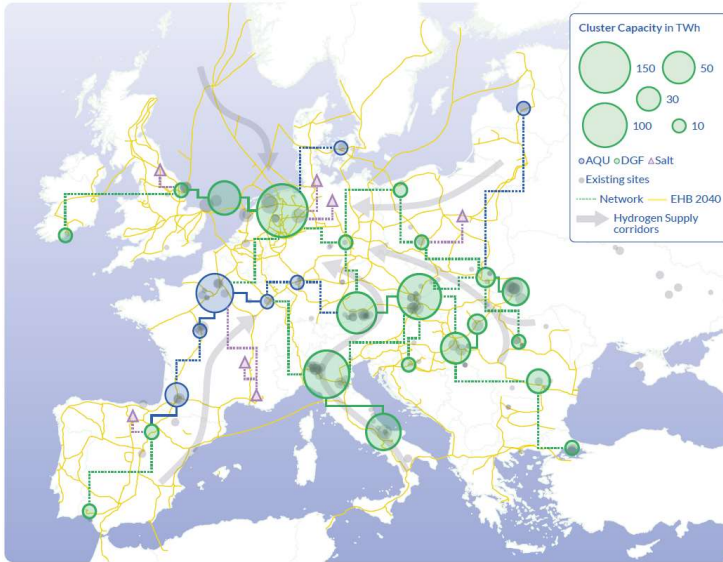 Cluster Capacity in TWh
150
50
30
100
10
AQU DGF Salt
Existing sites
Network
EHB 2040
Hydrogen Supply
corridors